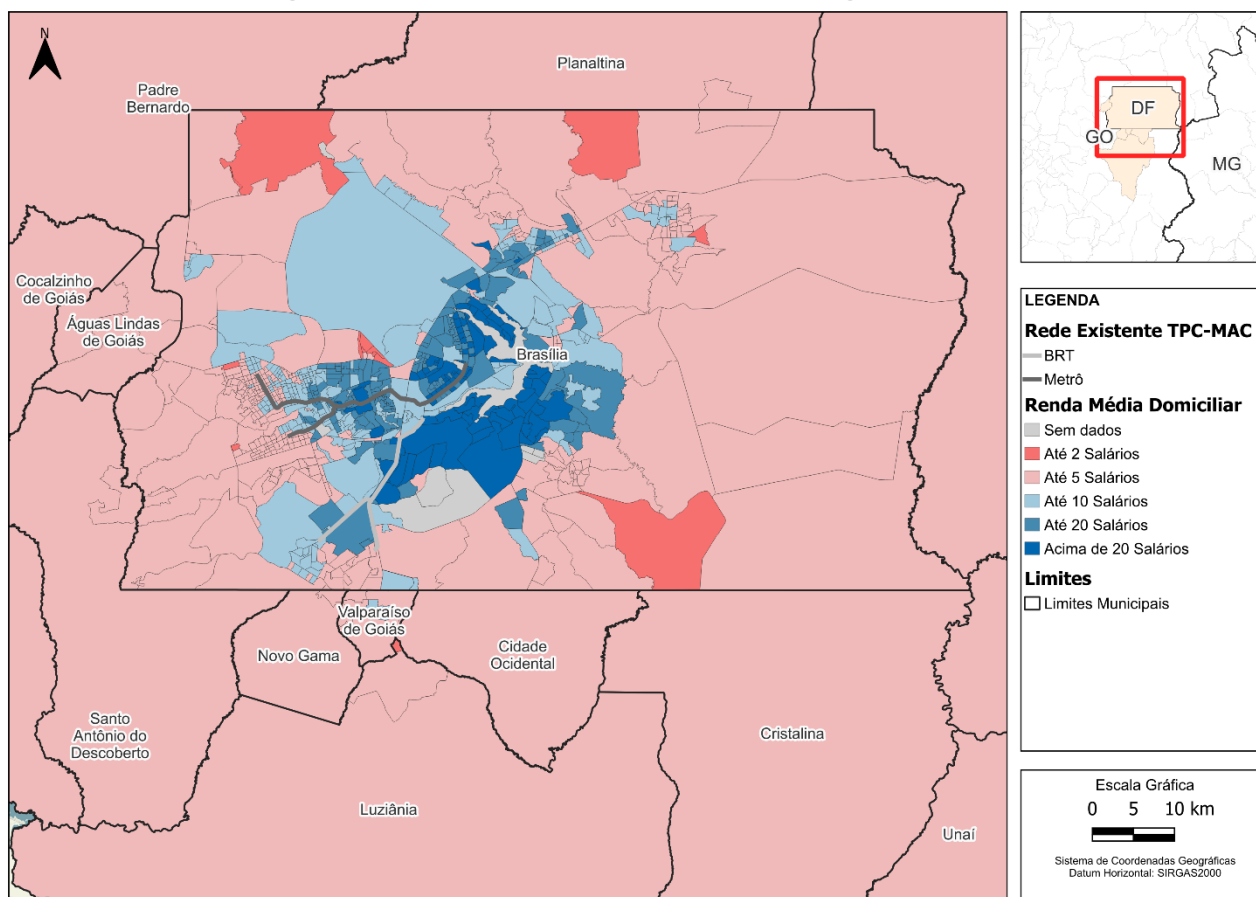 N
Planaltina
Padre
Bernardo
Cocalzinho
de Goiás
Águas Lindas
de Goiás
Brasília
Valparaíso
de Goiás
Novo Gama
Cidade
Ocidental
Santo
Antônio do
Descoberto
Cristalina
Luziânia
Unaí
DF
GO
MG
LEGENDA
Rede Existente TPC-MAC
BRT
Metrô
Renda Média Domiciliar
Sem dados
Até 2 Salários
Até 5 Salários
Até 10 Salários
Até 20 Salários
Acima de 20 Salários
Limites
Limites Municipais
Escala Gráfica
0 5 10 km
Sistema de Coordenadas Geográficas
Datum Horizontal: SIRGAS2000